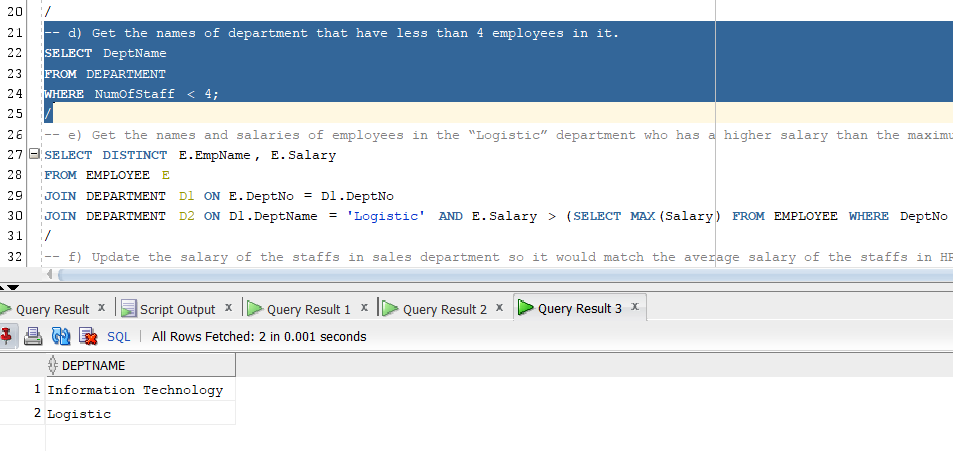 20 /
21 -- d) Get the names of department that have less than 4 employees in it.
22 SELECT DeptName
23 FROM DEPARTMENT
24 WHERE NumOfStaff < 4;
25 /
26 -- e) Get the names and salaries of employees in the “Logistic” department who has a higher salary than the maximu
27 SELECT DISTINCT E.EmpName, E.Salary
28 FROM EMPLOYEE E
29 JOIN DEPARTMENT D1 ON E.DeptNo = D1.DeptNo
30 JOIN DEPARTMENT D2 ON D1.DeptName = 'Logistic' AND E.Salary > (SELECT MAX(Salary) FROM EMPLOYEE WHERE DeptNo
31 /
32 -- f) Update the salary of the staffs in sales department so it would match the average salary of the staffs in HR
Query Result x Script Output x Query Result 1 x Query Result 2 x Query Result 3 x
SQL | All Rows Fetched: 2 in 0.001 seconds
DEPTNAME
1 Information Technology
2 Logistic